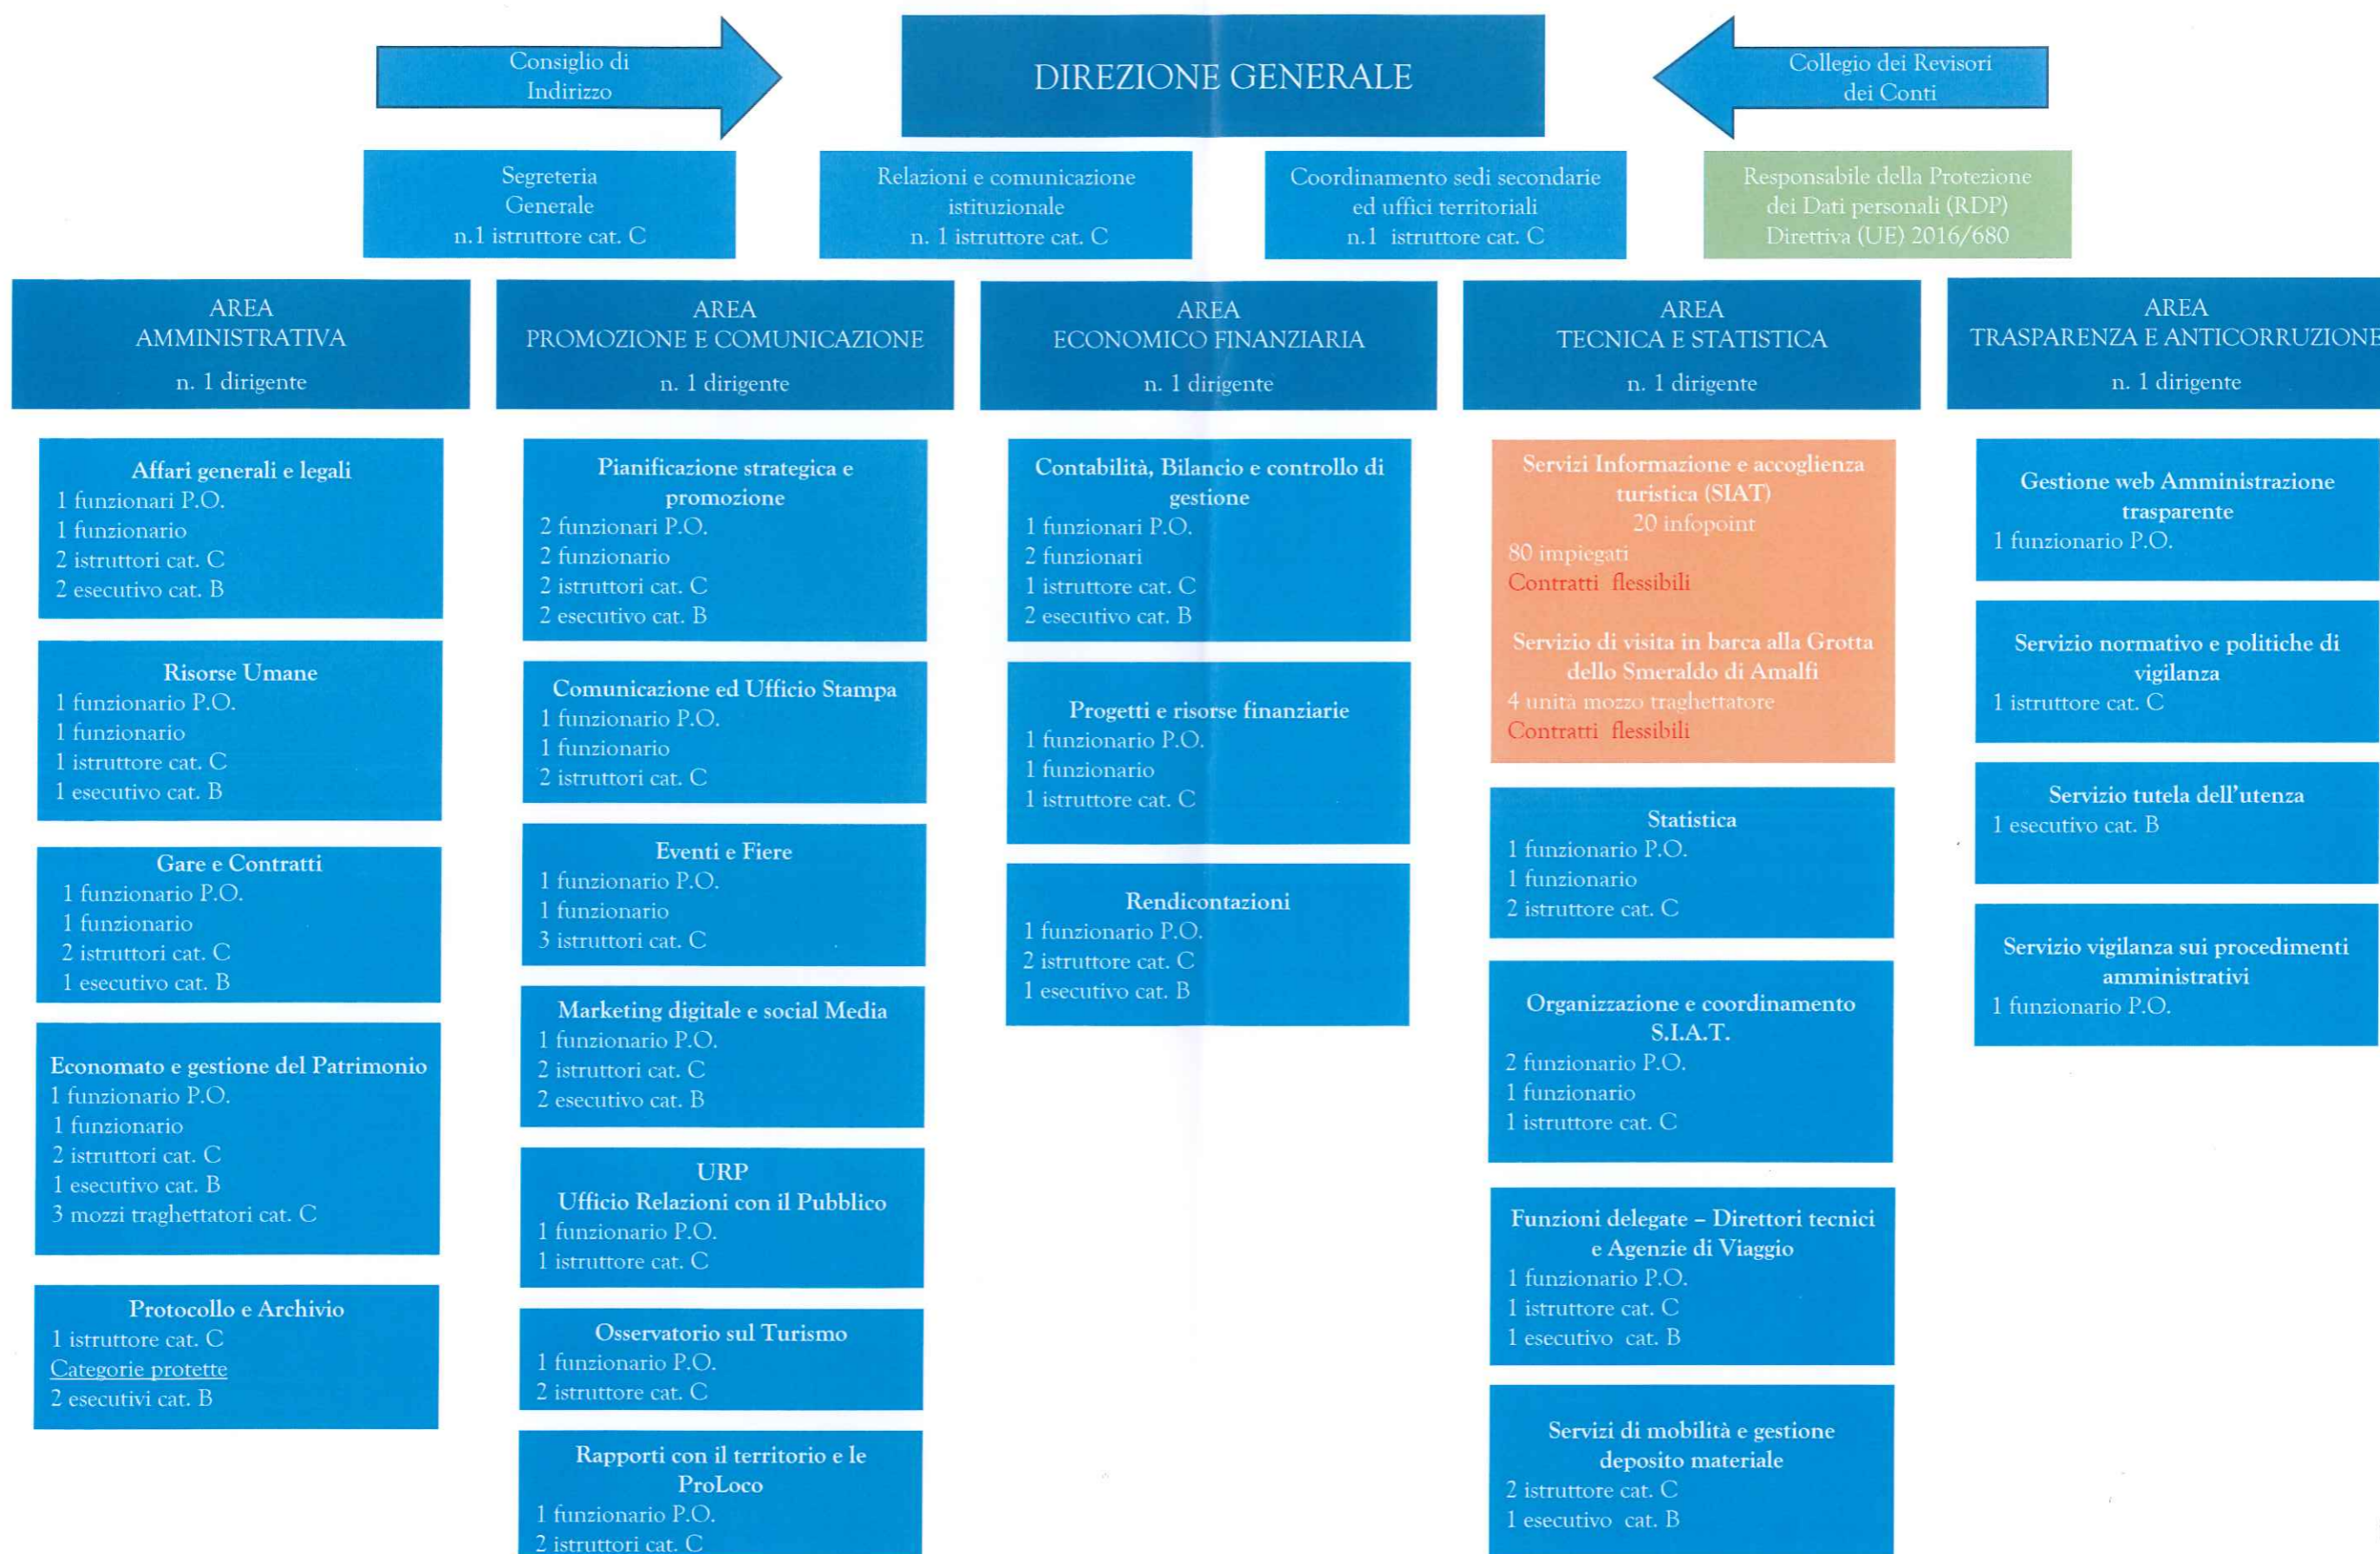 Consiglio di
Indirizzo
DIREZIONE GENERALE
Collegio dei Revisori
dei Conti
Segreteria
Generale
n.1 istruttore cat. C
Relazioni e comunicazione
istituzionale
n. 1 istruttore cat. C
Coordinamento sedi secondarie
ed uffici territoriali
n.1 istruttore cat. C
Responsabile della Protezione
dei Dati personali (RDP)
Direttiva (UE) 2016/680
AREA
AMMINISTRATIVA
n. 1 dirigente
Affari generali e legali
1 funzionari P.O.
1 funzionario
2 istruttori cat. C
2 esecutivo cat. B
Risorse Umane
1 funzionario P.O.
1 funzionario
1 istruttore cat. C
1 esecutivo cat. B
Gare e Contratti
1 funzionario P.O.
1 funzionario
2 istruttori cat. C
1 esecutivo cat. B
Economato e gestione del Patrimonio
1 funzionario P.O.
1 funzionario
2 istruttori cat. C
1 esecutivo cat. B
3 mozzi traghettatori cat. C
Protocollo e Archivio
1 istruttore cat. C
Categorie protette
2 esecutivi cat. B
AREA
PROMOZIONE E COMUNICAZIONE
n. 1 dirigente
Pianificazione strategica e
promozione
2 funzionari P.O.
2 funzionario
2 istruttori cat. C
2 esecutivo cat. B
Comunicazione ed Ufficio Stampa
1 funzionario P.O.
1 funzionario
2 istruttori cat. C
Eventi e Fiere
1 funzionario P.O.
1 funzionario
3 istruttori cat. C
Marketing digitale e social Media
1 funzionario P.O.
2 istruttori cat. C
2 esecutivo cat. B
URP
Ufficio Relazioni con il Pubblico
1 funzionario P.O.
1 istruttore cat. C
Osservatorio sul Turismo
1 funzionario P.O.
2 istruttore cat. C
Rapporti con il territorio e le
ProLoco
1 funzionario P.O.
2 istruttori cat. C
AREA
ECONOMICO FINANZIARIA
n. 1 dirigente
Contabilità, Bilancio e controllo di
gestione
1 funzionari P.O.
2 funzionari
1 istruttore cat. C
2 esecutivo cat. B
Progetti e risorse finanziarie
1 funzionario P.O.
1 funzionario
1 istruttore cat. C
Rendicontazioni
1 funzionario P.O.
2 istruttore cat. C
1 esecutivo cat. B
AREA
TECNICA E STATISTICA
n. 1 dirigente
Servizi Informazione e accoglienza
turistica (SIAT)
20 infopoint
80 impiegati
Contratti flessibili
Servizio di visita in barca alla Grotta
dello Smeraldo di Amalfi
4 unità mozzo traghettatore
Contratti flessibili
Statistica
1 funzionario P.O.
1 funzionario
2 istruttore cat. C
Organizzazione e coordinamento
S.I.A.T.
2 funzionario P.O.
1 funzionario
1 istruttore cat. C
Funzioni delegate – Direttori tecnici
e Agenzie di Viaggio
1 funzionario P.O.
1 istruttore cat. C
1 esecutivo cat. B
Servizi di mobilità e gestione
deposito materiale
2 istruttore cat. C
1 esecutivo cat. B
AREA
TRASPARENZA E ANTICORRUZIONE
n. 1 dirigente
Gestione web Amministrazione
trasparente
1 funzionario P.O.
Servizio normativo e politiche di
vigilanza
1 istruttore cat. C
Servizio tutela dell'utenza
1 esecutivo cat. B
Servizio vigilanza sui procedimenti
amministrativi
1 funzionario P.O.